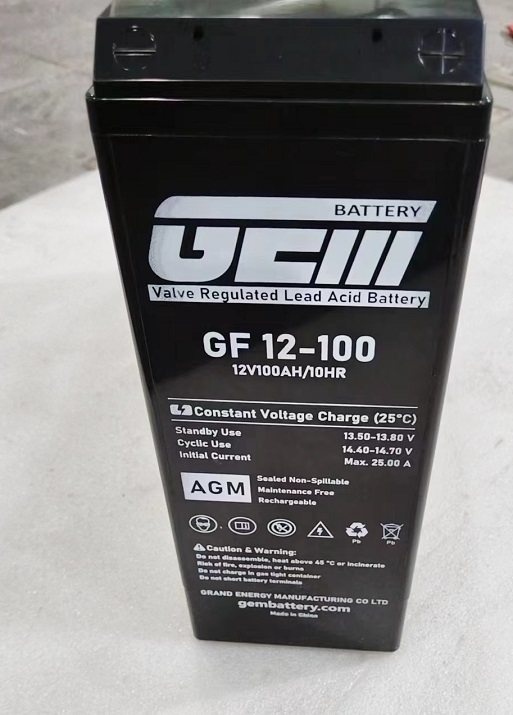 BATTERY
GEM
Valve Regulated Lead Acid Battery
GF 12-100
12V100AH/10HR
Constant Voltage Charge (25°C)
Standby Use 13.50-13.80 V
Cyclic Use 14.40-14.70 V
Initial Current Max. 25.00 A
AGM
Sealed Non-Spillable
Maintenance Free
Rechargeable
Pb Pb
Caution & Warning:
Do not disassemble, heat above 45 °C or incinerate
Risk of fire, explosion or burns
Do not charge in gas tight container
Do not short battery terminals
GRAND ENERGY MANUFACTURING CO LTD
gembattery.com
Made in China